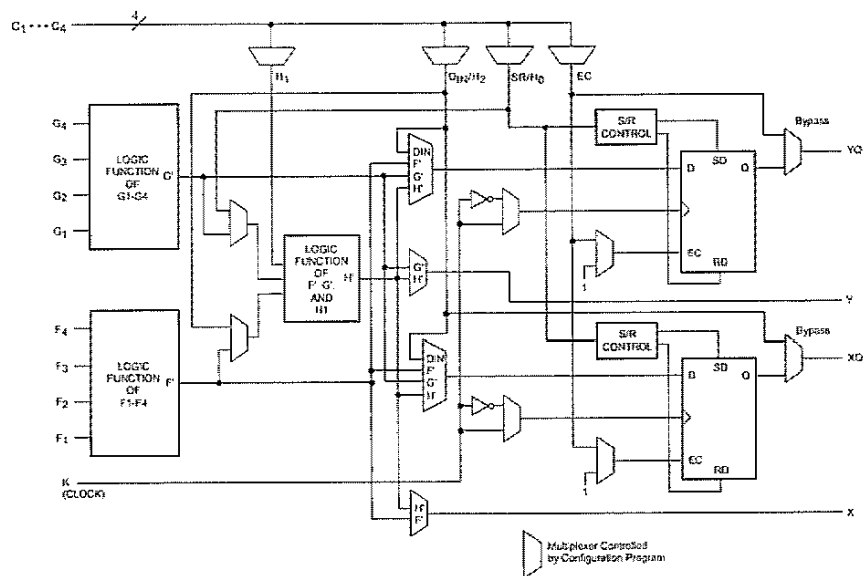 C1 • • • C4
4
H1
DIN/H2
SR/H0
EC
G4
G3
G2
G1
LOGIC
FUNCTION
OF
G1-G4
G'
DIN
F'
G'
H'
S/R
CONTROL
Bypass
SD
D
Q
YQ
EC
RD
1
LOGIC
FUNCTION
OF
F', G',
AND
H1
H'
G'
H'
Y
F4
F3
F2
F1
LOGIC
FUNCTION
OF
F1-F4
F'
DIN
F'
G'
H'
S/R
CONTROL
Bypass
SD
D
Q
XQ
EC
RD
1
K
(CLOCK)
H'
F'
X
Multiplexer Controlled
by Configuration Program